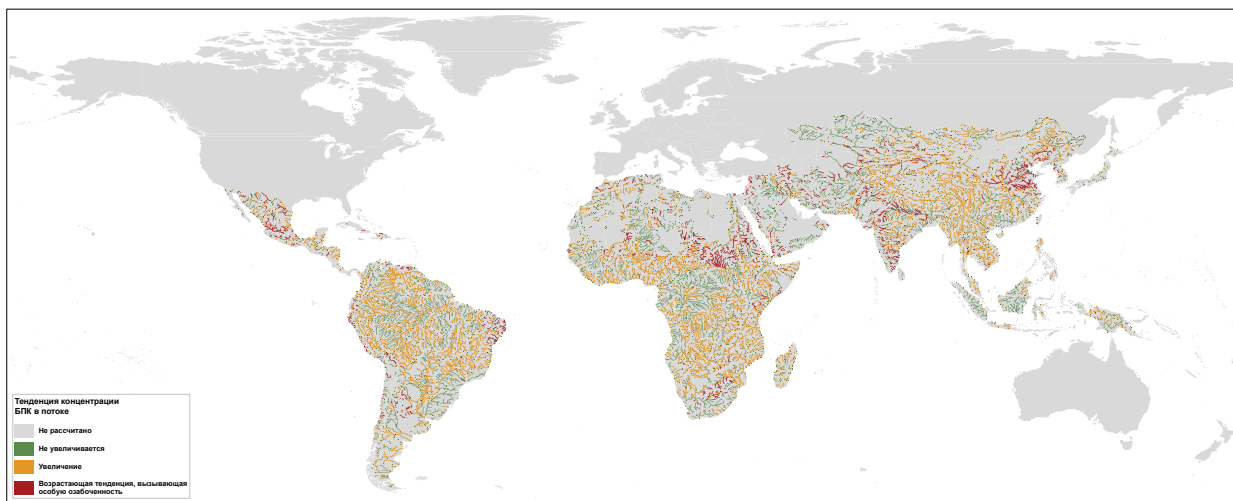 Тенденция концентрации
БПК в потоке
Не рассчитано
Не увеличивается
Увеличение
Возрастающая тенденция, вызывающая
особую озабоченность